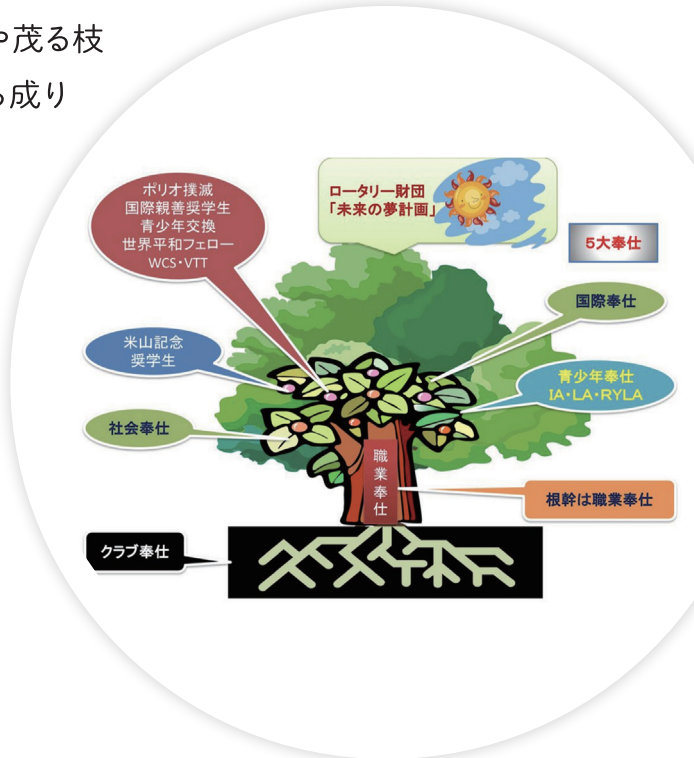 や茂る枝
ら成り
ポリオ撲滅
国際親善奨学生
青少年交換
世界平和フェロー
WCS・VTT
ロータリー財団
「未来の夢計画」
5大奉仕
国際奉仕
米山記念
奨学生
青少年奉仕
IA・LA・RYLA
社会奉仕
職業奉仕
根幹は職業奉仕
クラブ奉仕